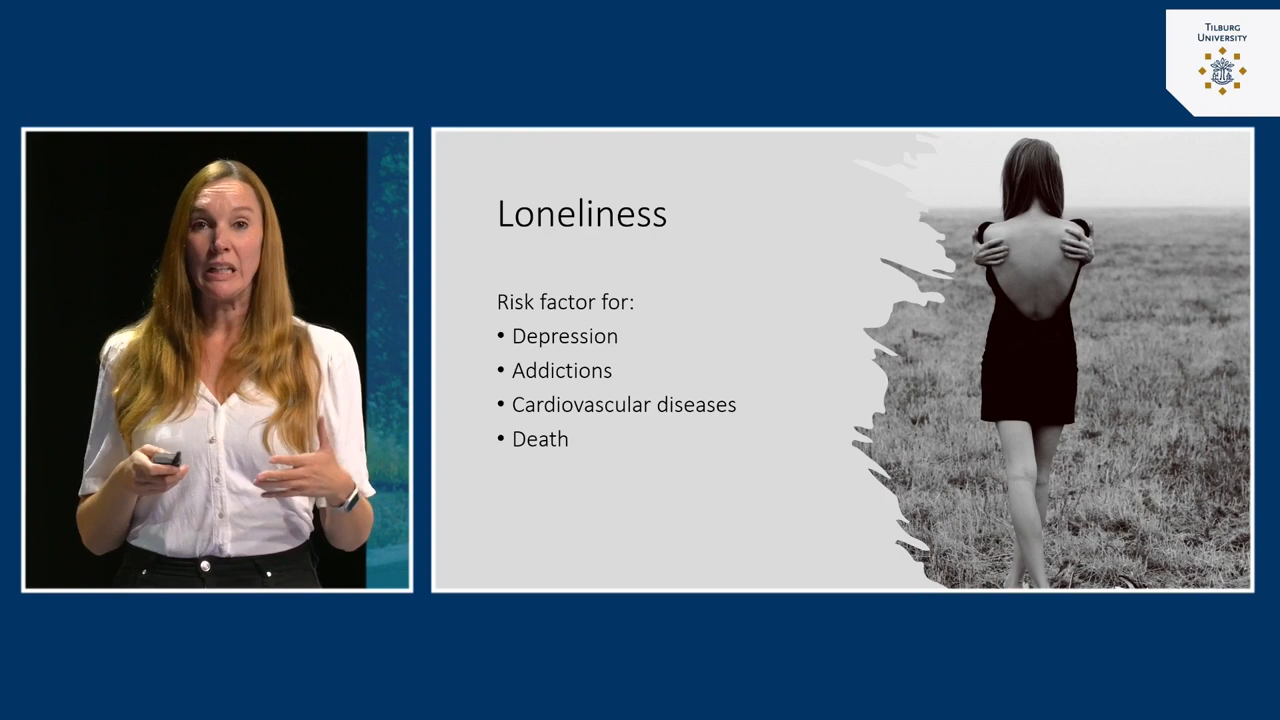 TILBURG
UNIVERSITY
Loneliness
Risk factor for:
• Depression
• Addictions
• Cardiovascular diseases
• Death